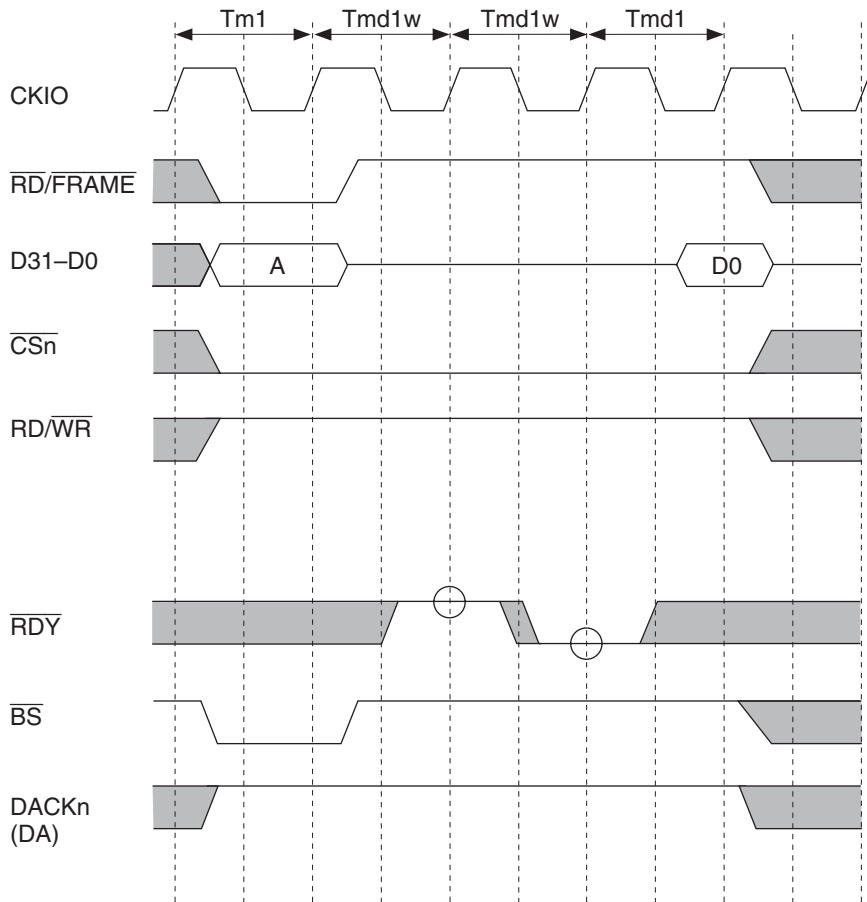 Tm1 Tmd1w Tmd1w Tmd1
CKIO
RD/FRAME
D31–D0 A D0
CSn
RD/WR
RDY
BS
DACKn
(DA)